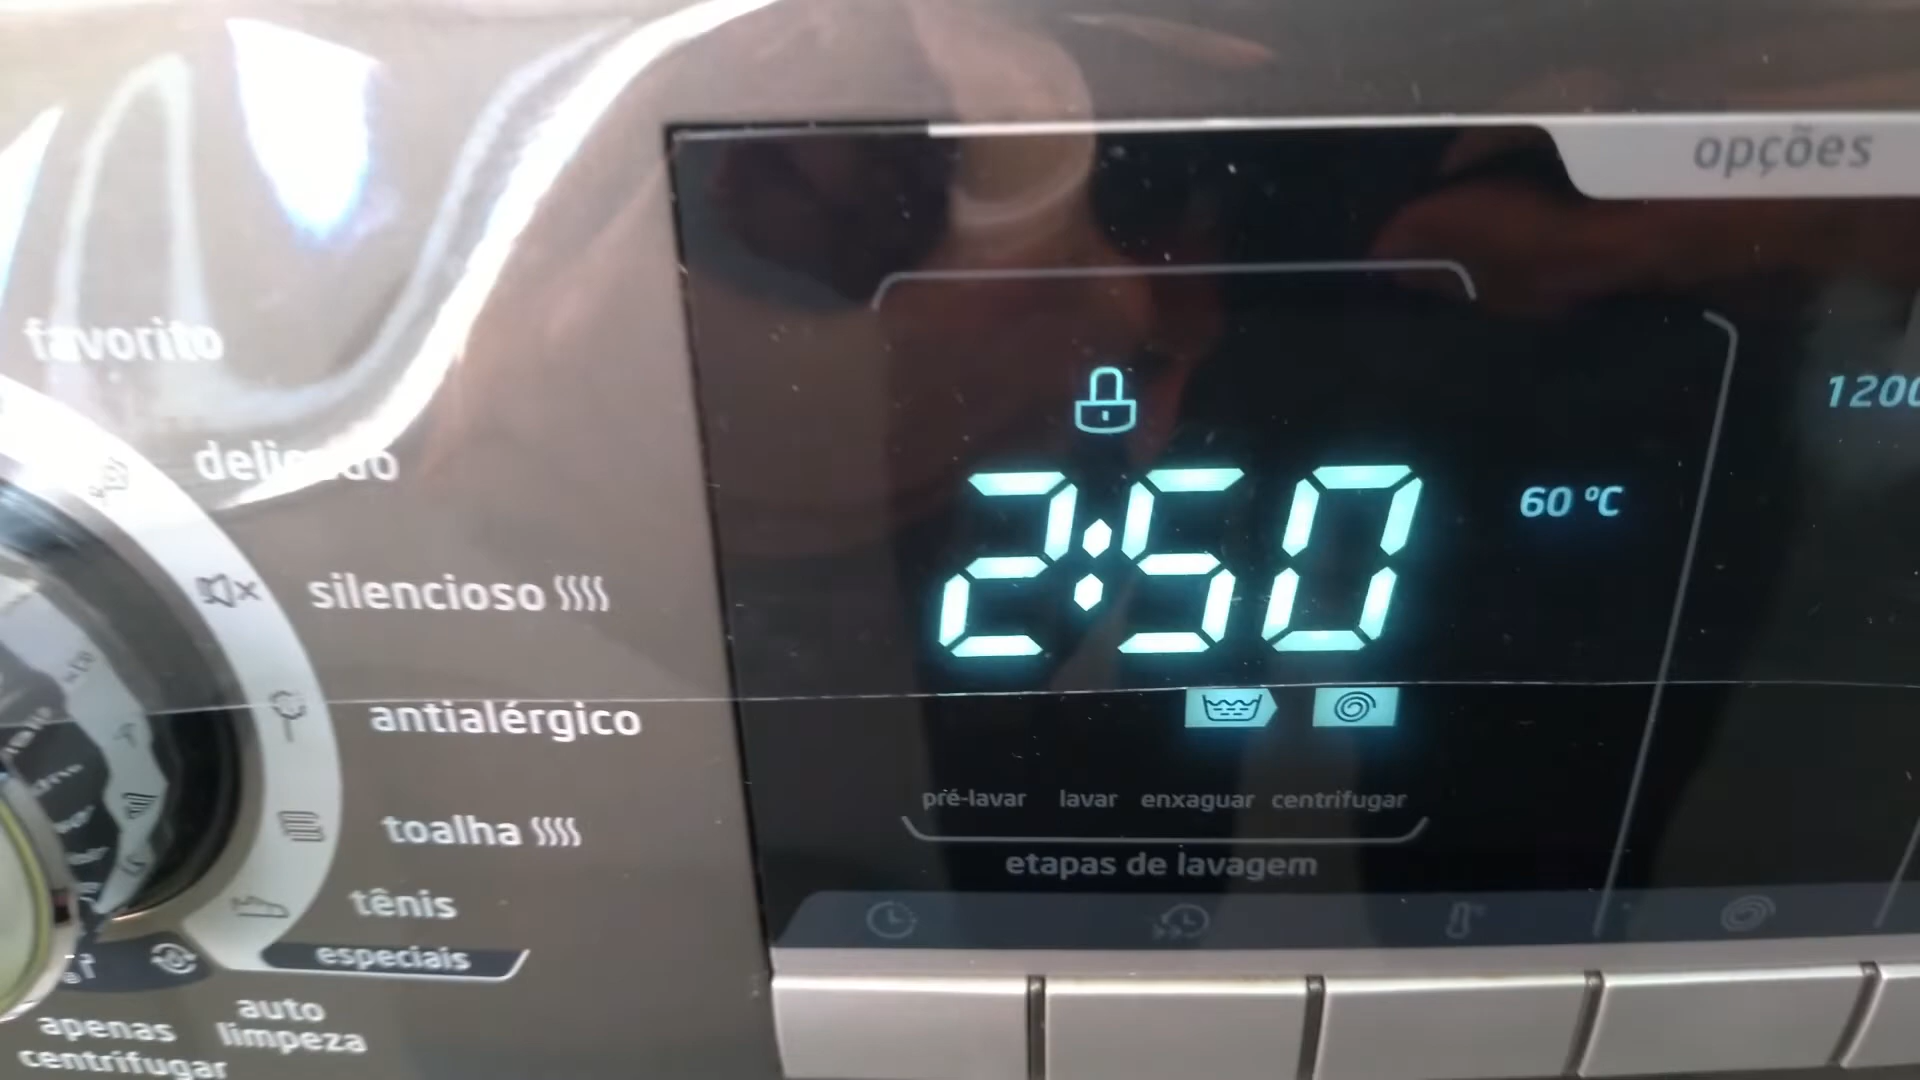 opções
favorito
delicado
silencioso
antialérgico
toalha
tênis
especiais
auto
limpeza
apenas
centrifugar
2:50
60 ºC
1200
pré-lavar lavar enxaguar centrifugar
etapas de lavagem